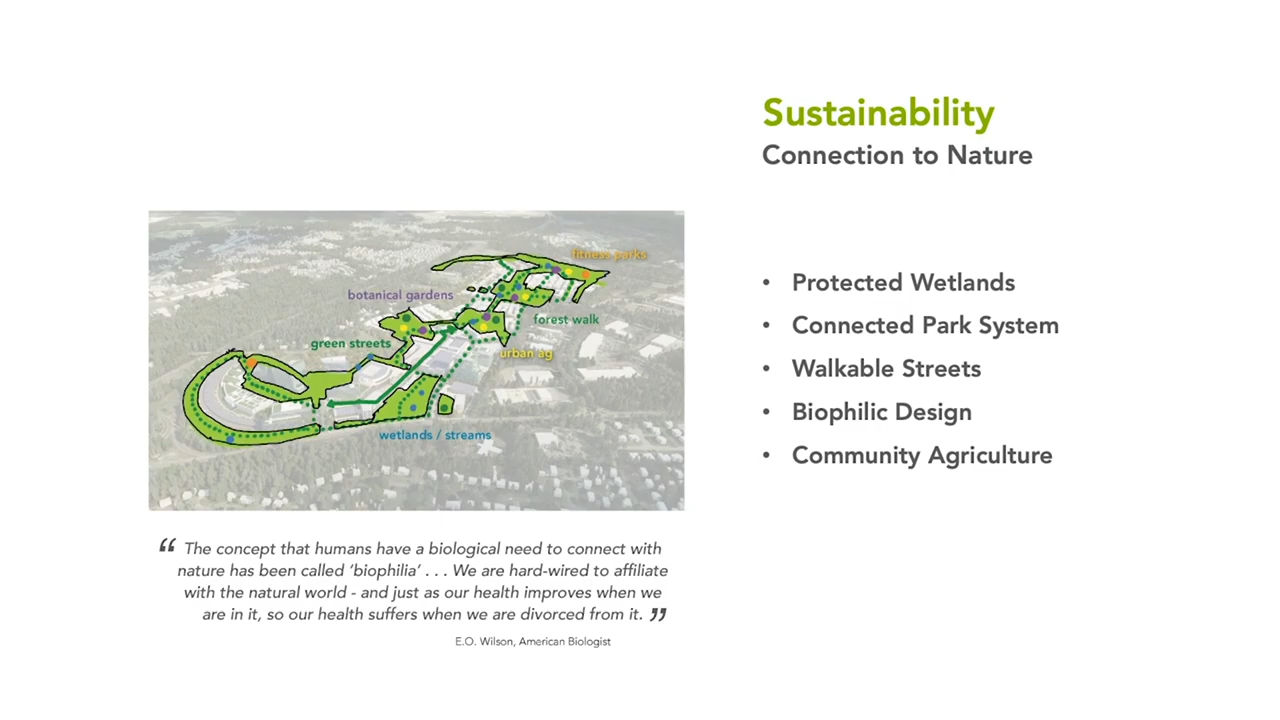 Sustainability
Connection to Nature
fitness parks
botanical gardens
forest walk
green streets
urban ag
wetlands / streams
• Protected Wetlands
• Connected Park System
• Walkable Streets
• Biophilic Design
• Community Agriculture
“ The concept that humans have a biological need to connect with
nature has been called ‘biophilia’ . . . We are hard-wired to affiliate
with the natural world - and just as our health improves when we
are in it, so our health suffers when we are divorced from it. ”
E.O. Wilson, American Biologist